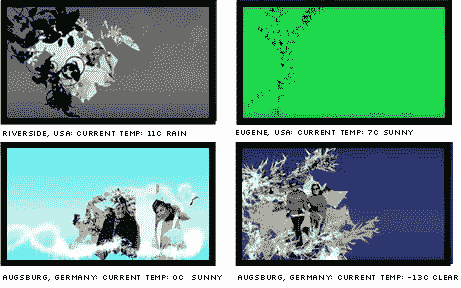 RIVERSIDE, USA: CURRENT TEMP: 11C RAIN
EUGENE, USA: CURRENT TEMP: 7C SUNNY
AUGSBURG, GERMANY: CURRENT TEMP: 0C SUNNY
AUGSBURG, GERMANY: CURRENT TEMP: -13C CLEAR